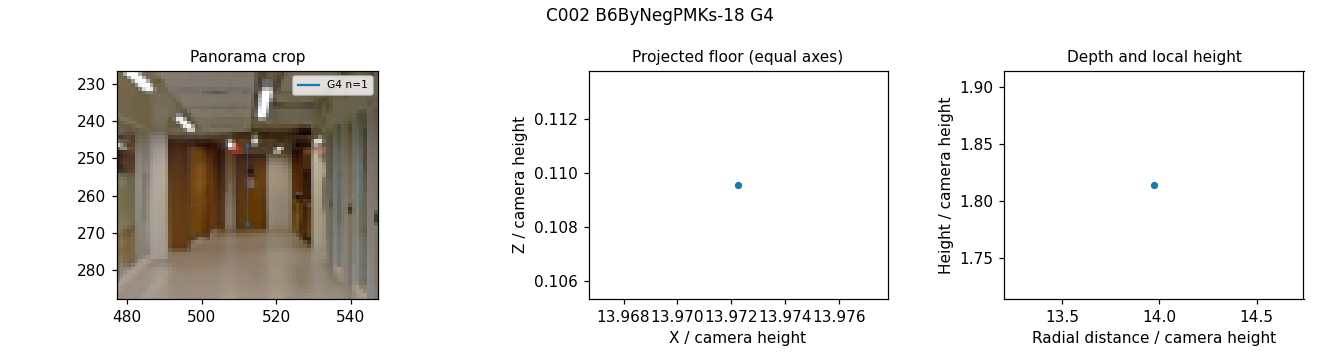 C002 B6ByNegPMKs-18 G4
Panorama crop
G4 n=1
230
240
250
260
270
280
480
500
520
540
Projected floor (equal axes)
Z / camera height
0.112
0.110
0.108
0.106
13.968 13.970 13.972 13.974 13.976
X / camera height
Depth and local height
Height / camera height
1.90
1.85
1.80
1.75
13.5
14.0
14.5
Radial distance / camera height